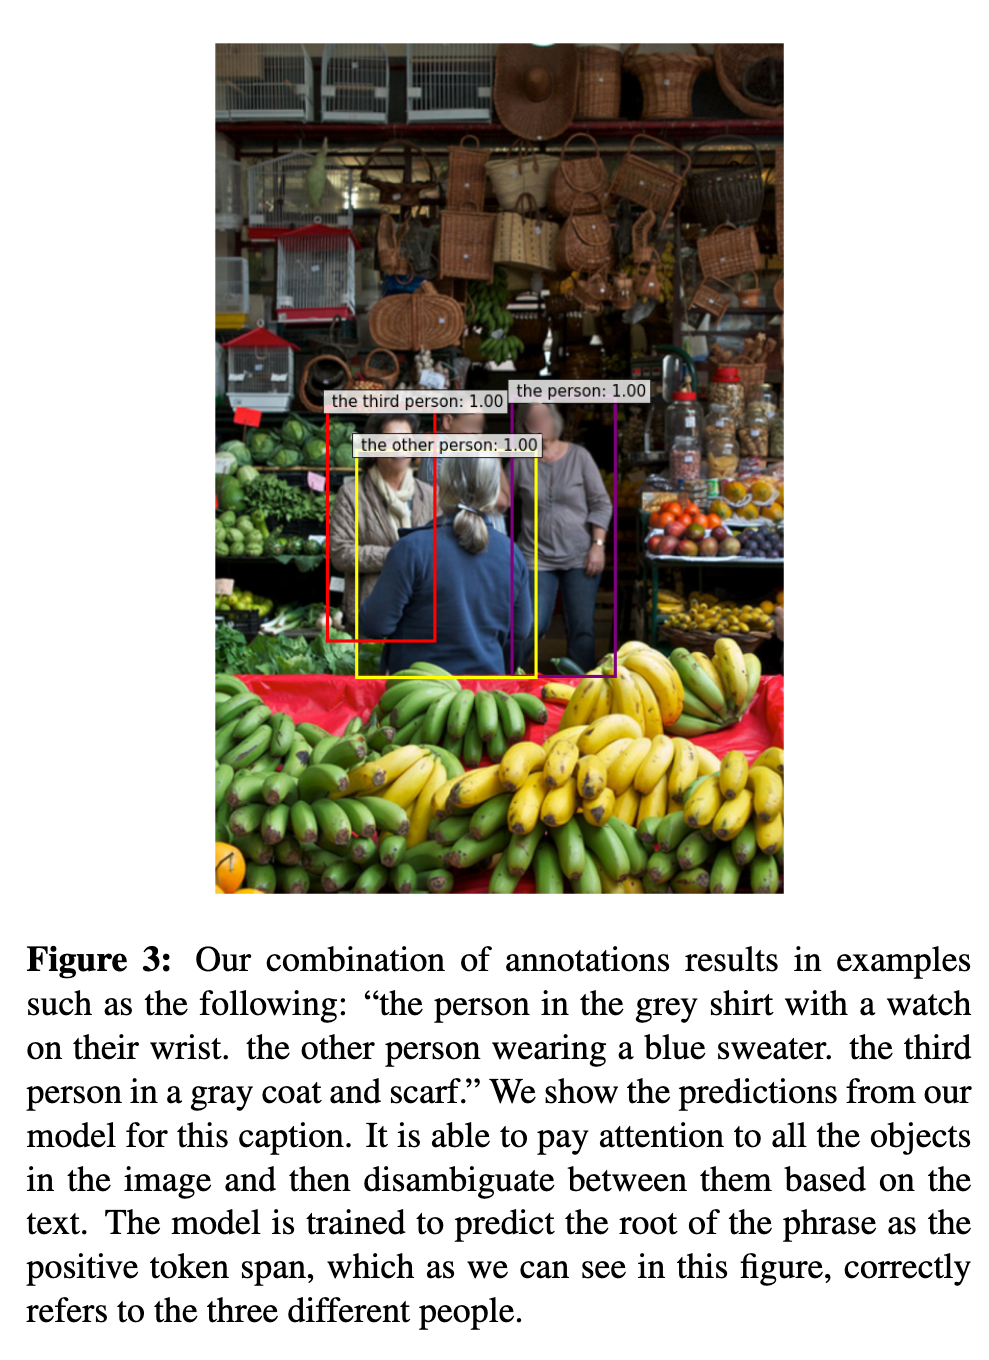 the person: 1.00
the third person: 1.00
the other person: 1.00
Figure 3: Our combination of annotations results in examples
such as the following: “the person in the grey shirt with a watch
on their wrist. the other person wearing a blue sweater. the third
person in a gray coat and scarf.” We show the predictions from our
model for this caption. It is able to pay attention to all the objects
in the image and then disambiguate between them based on the
text. The model is trained to predict the root of the phrase as the
positive token span, which as we can see in this figure, correctly
refers to the three different people.